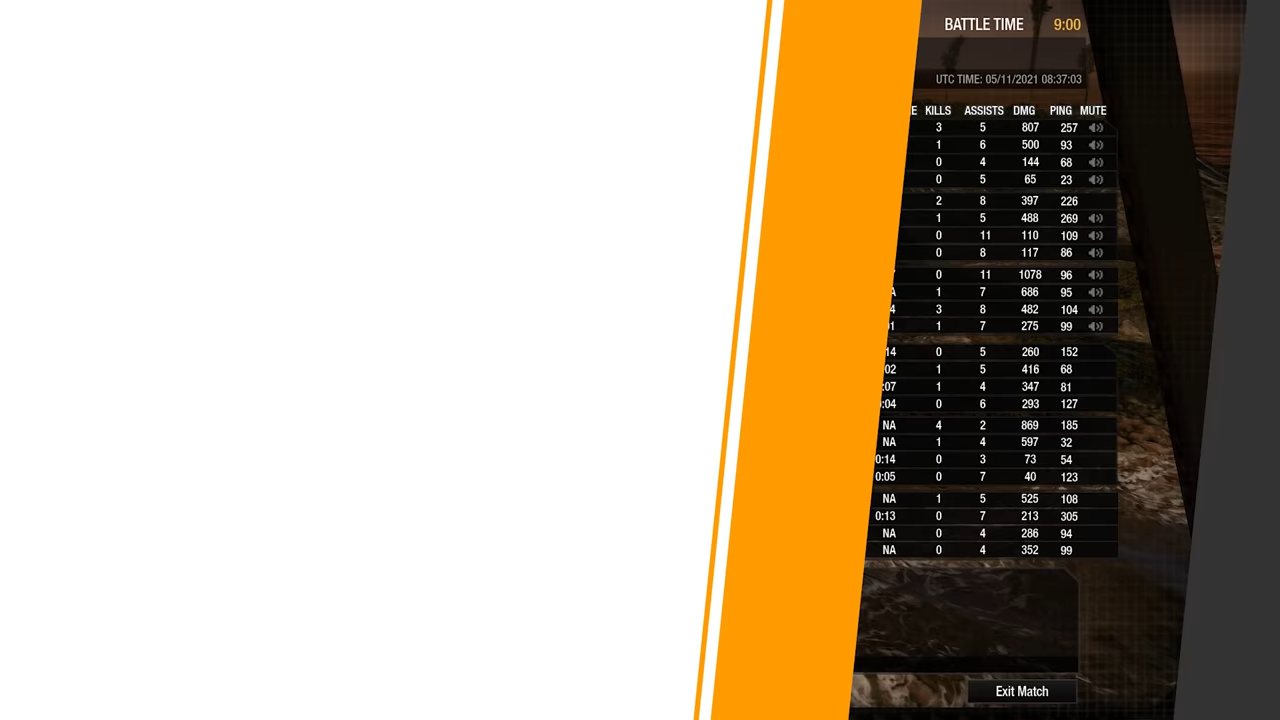 BATTLE TIME 9:00
UTC TIME: 05/11/2021 08:37:03
E KILLS ASSISTS DMG PING MUTE
3 5 807 257
1 6 500 93
0 4 144 68
0 5 65 23
2 8 397 226
1 5 488 269
0 11 110 109
0 8 117 86
0 11 1078 96
A 1 7 686 95
4 3 8 482 104
1 1 7 275 99
14 0 5 260 152
02 1 5 416 68
:07 1 4 347 81
:04 0 6 293 127
NA 4 2 869 185
NA 1 4 597 32
0:14 0 3 73 54
0:05 0 7 40 123
NA 1 5 525 108
0:13 0 7 213 305
NA 0 4 286 94
NA 0 4 352 99
Exit Match